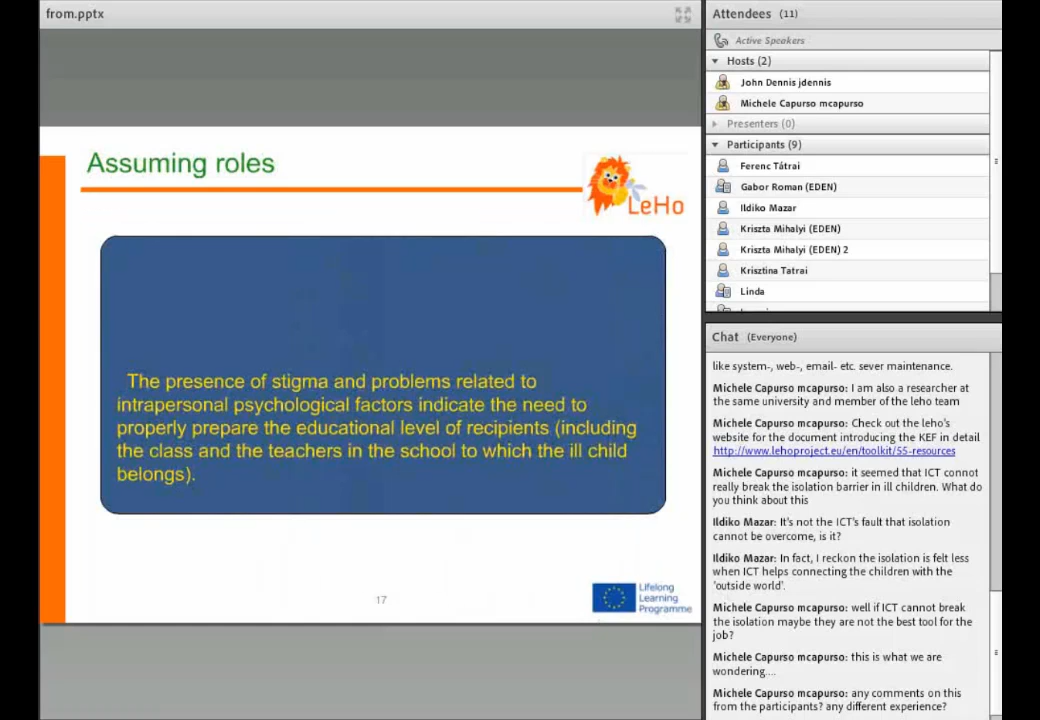 from.pptx
Assuming roles
LeHo
The presence of stigma and problems related to
intrapersonal psychological factors indicate the need to
properly prepare the educational level of recipients (including
the class and the teachers in the school to which the ill child
belongs).
17
Lifelong
Learning
Programme
Attendees (11)
Active Speakers
Hosts (2)
John Dennis jdennis
Michele Capurso mcapurso
Presenters (0)
Participants (9)
Ferenc Tátrai
Gabor Roman (EDEN)
Ildiko Mazar
Kriszta Mihalyi (EDEN)
Kriszta Mihalyi (EDEN) 2
Krisztina Tatrai
Linda
Chat (Everyone)
like system-, web-, email- etc. sever maintenance.
Michele Capurso mcapurso: I am also a researcher at
the same university and member of the leho team
Michele Capurso mcapurso: Check out the leho's
website for the document introducing the KEF in detail
http://www.lehoproject.eu/en/toolkit/55-resources
Michele Capurso mcapurso: it seemed that ICT connot
really break the isolation barrier in ill children. What do
you think about this
Ildiko Mazar: It's not the ICT's fault that isolation
cannot be overcome, is it?
Ildiko Mazar: In fact, I reckon the isolation is felt less
when ICT helps connecting the children with the
'outside world'.
Michele Capurso mcapurso: well if ICT cannot break
the isolation maybe they are not the best tool for the
job?
Michele Capurso mcapurso: this is what we are
wondering....
Michele Capurso mcapurso: any comments on this
from the participants? any different experience?